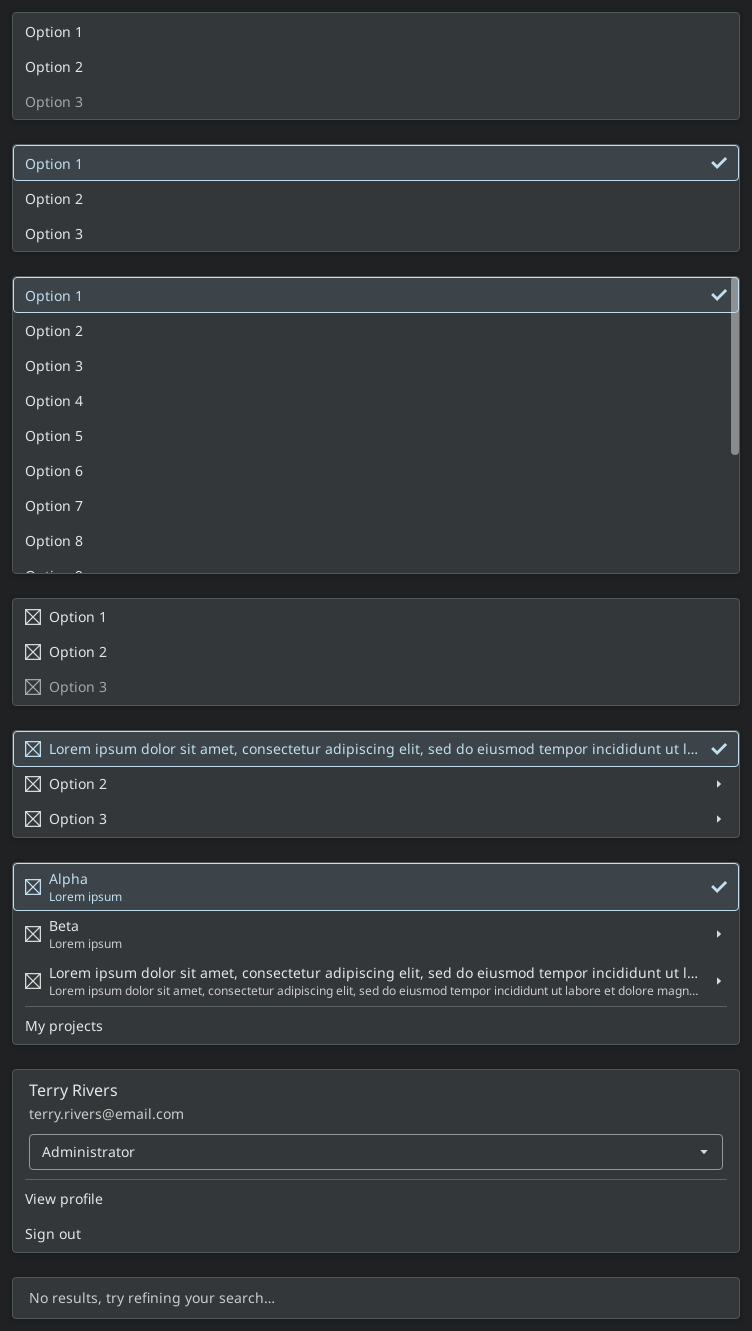 Option 1
Option 2
Option 3
Option 1
Option 2
Option 3
Option 1
Option 2
Option 3
Option 4
Option 5
Option 6
Option 7
Option 8
Option 1
Option 2
Option 3
Lorem ipsum dolor sit amet, consectetur adipiscing elit, sed do eiusmod tempor incididunt ut l...
Option 2
Option 3
Alpha
Lorem ipsum
Beta
Lorem ipsum
Lorem ipsum dolor sit amet, consectetur adipiscing elit, sed do eiusmod tempor incididunt ut l...
Lorem ipsum dolor sit amet, consectetur adipiscing elit, sed do eiusmod tempor incididunt ut labore et dolore magn...
My projects
Terry Rivers
terry.rivers@email.com
Administrator
View profile
Sign out
No results, try refining your search...